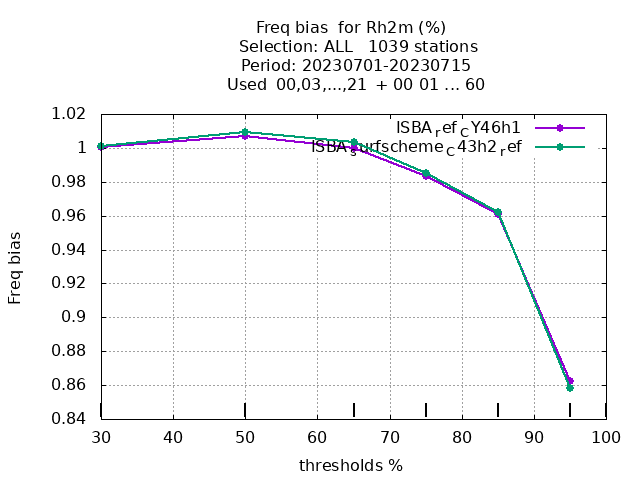 Freq bias for Rh2m (%)
Selection: ALL 1039 stations
Period: 20230701-20230715
Used 00,03,...,21 + 00 01 ... 60
1.02
1
0.98
0.96
0.94
0.92
0.9
0.88
0.86
0.84
Freq bias
ISBA_ref_CY46h1
ISBA_surfscheme_C43h2_ref
30 40 50 60 70 80 90 100
thresholds %